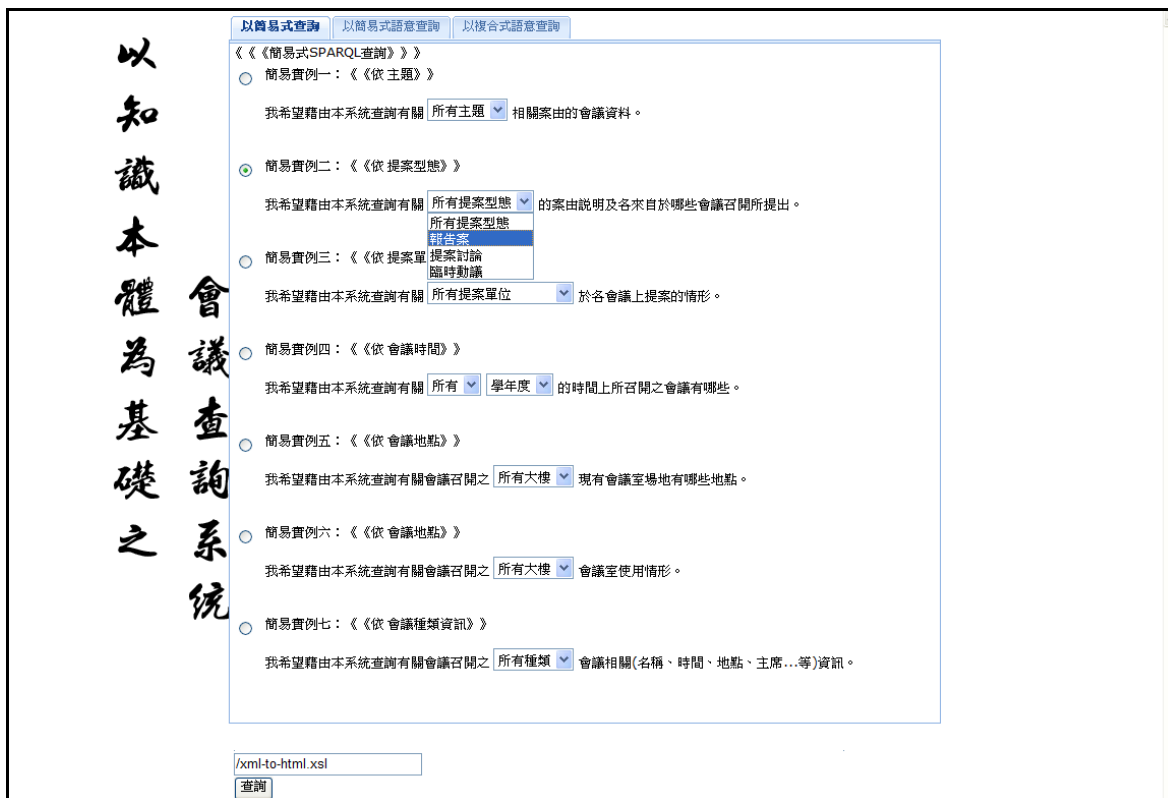 以知識本體為基礎之
會議查詢系統
以簡易式查詢 以簡易式語意查詢 以複合式語意查詢
《《《簡易式SPARQL查詢》》》
簡易實例一：《《依 主題》》
我希望藉由本系統查詢有關 所有主題 相關案由的會議資料。
簡易實例二：《《依 提案型態》》
我希望藉由本系統查詢有關 所有提案型態 的案由說明及各來自於哪些會議召開所提出。
所有提案型態
報告案
簡易實例三：《《依 提案單 提案討論
臨時動議
我希望藉由本系統查詢有關 所有提案單位 於各會議上提案的情形。
簡易實例四：《《依 會議時間》》
我希望藉由本系統查詢有關 所有 學年度 的時間上所召開之會議有哪些。
簡易實例五：《《依 會議地點》》
我希望藉由本系統查詢有關會議召開之 所有大樓 現有會議室場地有哪些地點。
簡易實例六：《《依 會議地點》》
我希望藉由本系統查詢有關會議召開之 所有大樓 會議室使用情形。
簡易實例七：《《依 會議種類資訊》》
我希望藉由本系統查詢有關會議召開之 所有種類 會議相關(名稱、時間、地點、主席...等)資訊。
/xml-to-html.xsl
查詢